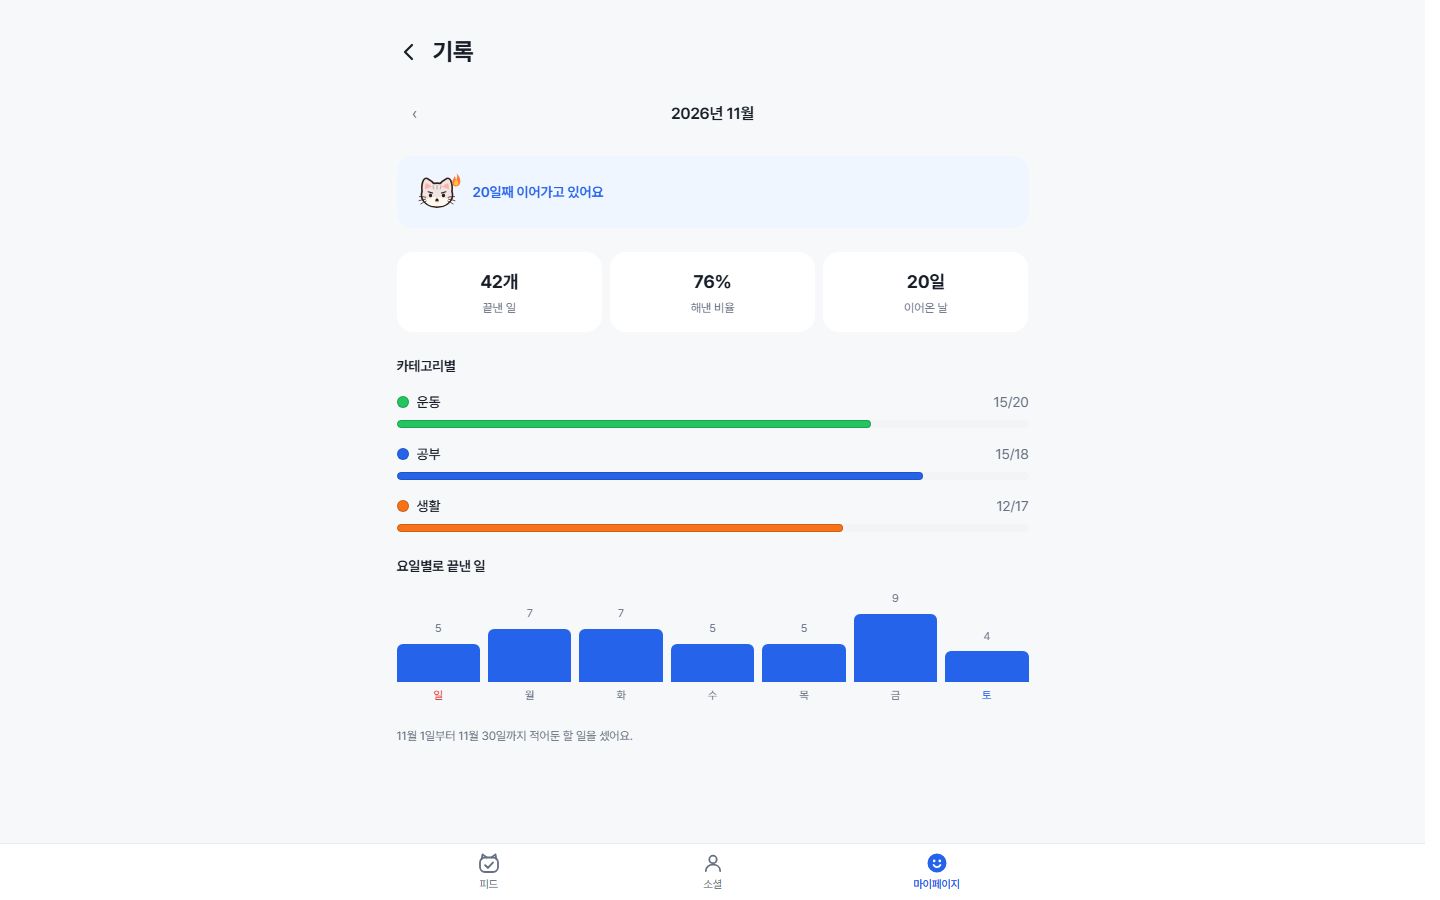 기록
‹ 2026년 11월
20일째 이어가고 있어요
42개 76% 20일
끝낸 일 해낸 비율 이어온 날
카테고리별
운동 15/20
공부 15/18
생활 12/17
요일별로 끝낸 일
5 7 7 5 5 9 4
일 월 화 수 목 금 토
11월 1일부터 11월 30일까지 적어둔 할 일을 셌어요.
피드 소셜 마이페이지